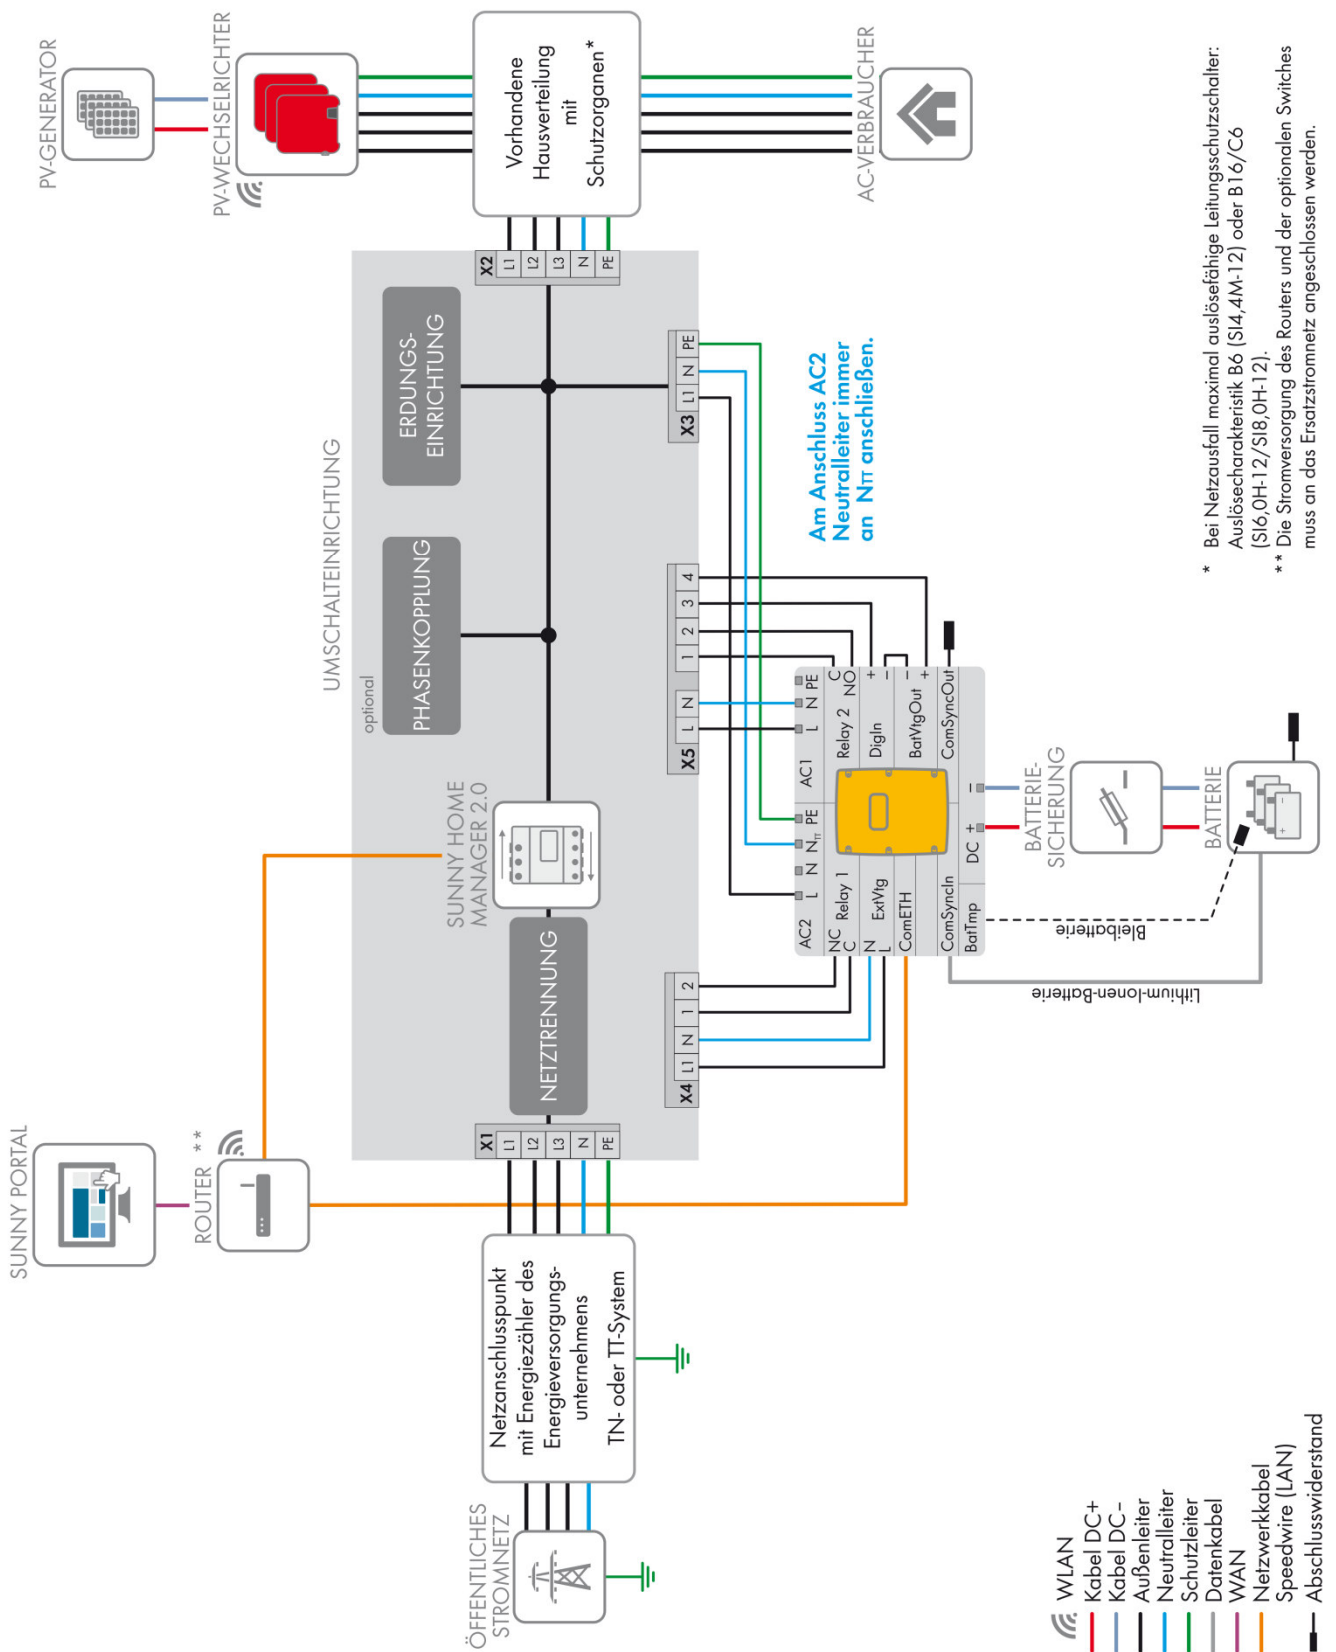 SUNNY PORTAL
ROUTER **
ÖFFENTLICHES
STROMNETZ
Netzanschlusspunkt
mit Energiezähler des
Energieversorgungs-
unternehmens
TN- oder TT-System
UMSCHALTEINRICHTUNG
X1
L1
L2
L3
N
PE
NETZTRENNUNG
SUNNY HOME
MANAGER 2.0
optional
PHASENKOPPLUNG
ERDUNGS-
EINRICHTUNG
X2
L1
L2
L3
N
PE
PV-GENERATOR
PV-WECHSELRICHTER
Vorhandene
Hausverteilung
mit
Schutzorganen*
AC-VERBRAUCHER
X4 L1 N 1 2
X5 L N 1 2 3 4
X3 L1 N PE
Am Anschluss AC2
Neutralleiter immer
an NTT anschließen.
AC2 L N NTT PE
AC1 L N PE
NC
C
Relay 1
N
L
ExtVtg
ComETH
ComSyncIn
BatTmp
Relay 2
C
NO
DigIn
+
−
BatVtgOut
−
+
ComSyncOut
DC + −
BATTERIE-
SICHERUNG
BATTERIE
Bleibatterie
Lithium-Ionen-Batterie
WLAN
Kabel DC+
Kabel DC−
Außenleiter
Neutralleiter
Schutzleiter
Datenkabel
WAN
Netzwerkkabel
Speedwire (LAN)
Abschlusswiderstand
* Bei Netzausfall maximal auslösefähige Leitungsschutzschalter:
Auslösecharakteristik B6 (SI4,4M-12) oder B16/C6
(SI6,0H-12/SI8,0H-12).
** Die Stromversorgung des Routers und der optionalen Switches
muss an das Ersatzstromnetz angeschlossen werden.